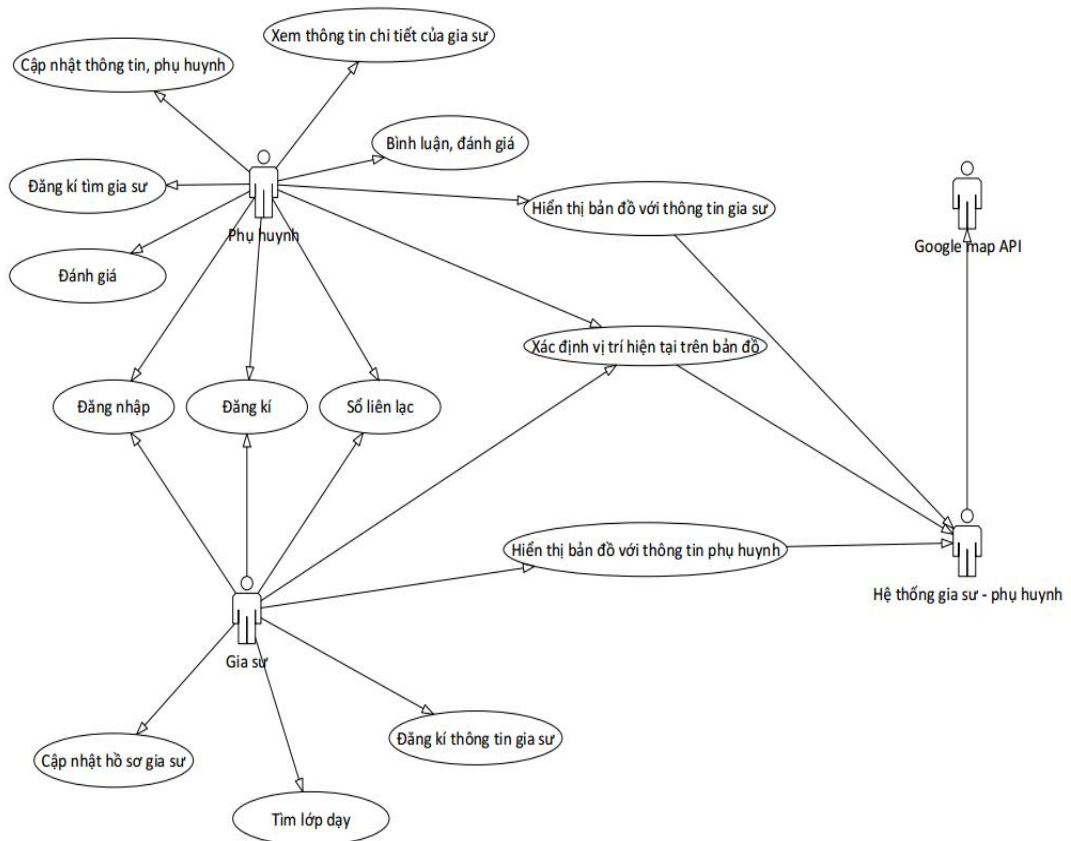 Xem thông tin chi tiết của gia sư
Cập nhật thông tin, phụ huynh
Bình luận, đánh giá
Đăng kí tìm gia sư
Hiển thị bản đồ với thông tin gia sư
Phụ huynh
Google map API
Đánh giá
Xác định vị trí hiện tại trên bản đồ
Đăng nhập
Đăng kí
Sổ liên lạc
Hiển thị bản đồ với thông tin phụ huynh
Hệ thống gia sư - phụ huynh
Gia sư
Đăng kí thông tin gia sư
Cập nhật hồ sơ gia sư
Tìm lớp dạy